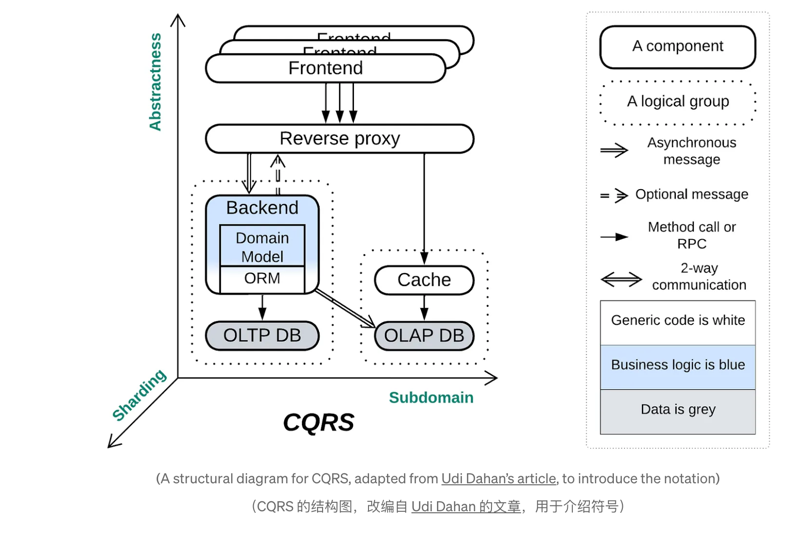 Abstractness
Frontend
Frontend
Frontend
Reverse proxy
Backend
Domain
Model
ORM
OLTP DB
Cache
OLAP DB
Sharding
Subdomain
CQRS
A component
A logical group
Asynchronous
message
Optional message
Method call or
RPC
2-way
communication
Generic code is white
Business logic is blue
Data is grey
(A structural diagram for CQRS, adapted from Udi Dahan's article, to introduce the notation)
(CQRS 的结构图，改编自 Udi Dahan 的文章，用于介绍符号)